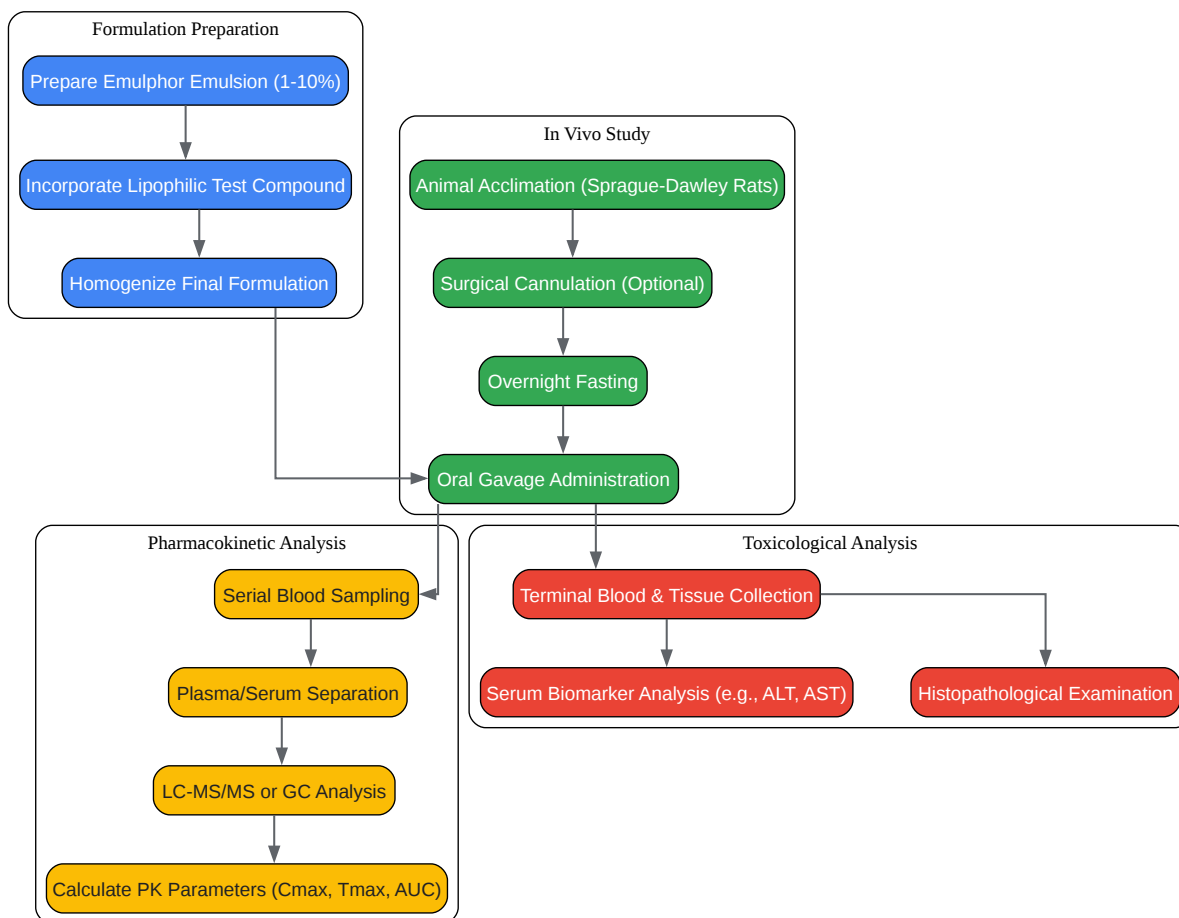 Formulation Preparation
Prepare Emulphor Emulsion (1-10%)
Incorporate Lipophilic Test Compound
Homogenize Final Formulation
In Vivo Study
Animal Acclimation (Sprague-Dawley Rats)
Surgical Cannulation (Optional)
Overnight Fasting
Oral Gavage Administration
Pharmacokinetic Analysis
Serial Blood Sampling
Plasma/Serum Separation
LC-MS/MS or GC Analysis
Calculate PK Parameters (Cmax, Tmax, AUC)
Toxicological Analysis
Terminal Blood & Tissue Collection
Serum Biomarker Analysis (e.g., ALT, AST)
Histopathological Examination